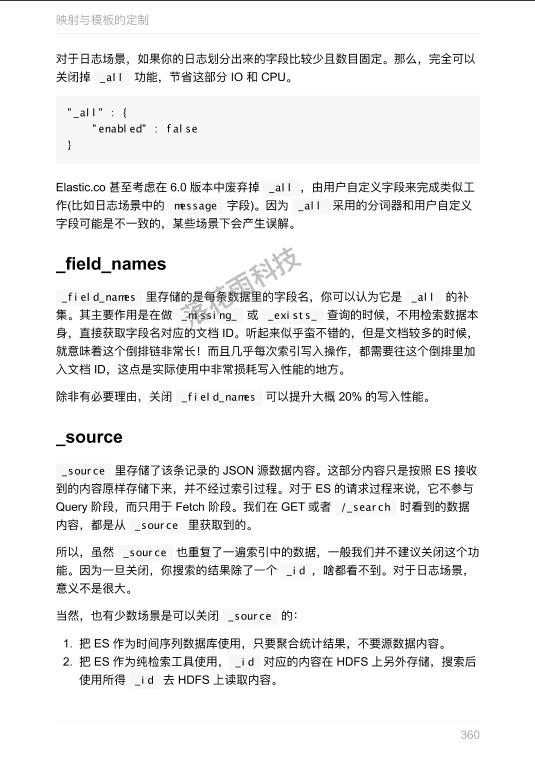 映射与模板的定制
对于日志场景，如果你的日志划分出来的字段比较少且数目固定。那么，完全可以
关闭掉 _all 功能，节省这部分 IO 和 CPU。
"_all" : {
"enabled" : false
}
Elastic.co 甚至考虑在 6.0 版本中废弃掉 _all ，由用户自定义字段来完成类似工
作(比如日志场景中的 message 字段)。因为 _all 采用的分词器和用户自定义
字段可能是不一致的，某些场景下会产生误解。
_field_names
_field_names 里存储的是每条数据里的字段名，你可以认为它是 _all 的补
集。其主要作用是在做 _missing_ 或 _exists_ 查询的时候，不用检索数据本
身，直接获取字段名对应的文档 ID。听起来似乎蛮不错的，但是文档较多的时候，
就意味着这个倒排链非常长！而且几乎每次索引写入操作，都需要往这个倒排里加
入文档 ID，这点是实际使用中非常损耗写入性能的地方。
除非有必要理由，关闭 _field_names 可以提升大概 20% 的写入性能。
_source
_source 里存储了该条记录的 JSON 源数据内容。这部分内容只是按照 ES 接收
到的内容原样存储下来，并不经过索引过程。对于 ES 的请求过程来说，它不参与
Query 阶段，而只用于 Fetch 阶段。我们在 GET 或者 /_search 时看到的数据
内容，都是从 _source 里获取到的。
所以，虽然 _source 也重复了一遍索引中的数据，一般我们并不建议关闭这个功
能。因为一旦关闭，你搜索的结果除了一个 _id ，啥都看不到。对于日志场景，
意义不是很大。
当然，也有少数场景是可以关闭 _source 的：
1. 把 ES 作为时间序列数据库使用，只要聚合统计结果，不要源数据内容。
2. 把 ES 作为纯检索工具使用， _id 对应的内容在 HDFS 上另外存储，搜索后
使用所得 _id 去 HDFS 上读取内容。
360
落花雨科技